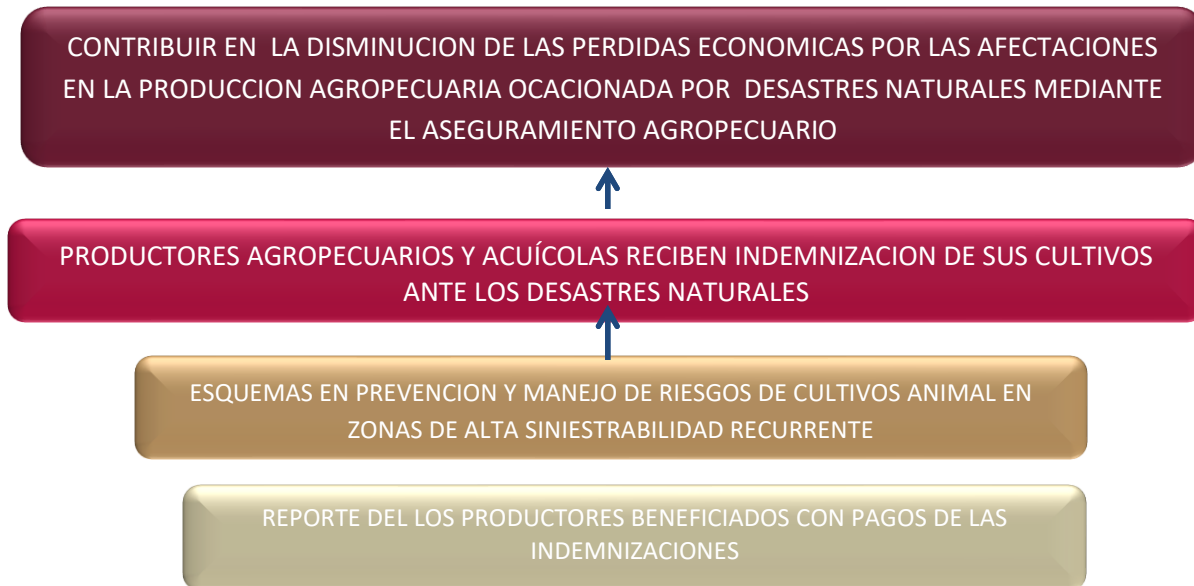 CONTRIBUIR EN LA DISMINUCION DE LAS PERDIDAS ECONOMICAS POR LAS AFECTACIONES
EN LA PRODUCCION AGROPECUARIA OCACIONADA POR DESASTRES NATURALES MEDIANTE
EL ASEGURAMIENTO AGROPECUARIO
PRODUCTORES AGROPECUARIOS Y ACUÍCOLAS RECIBEN INDEMNIZACION DE SUS CULTIVOS
ANTE LOS DESASTRES NATURALES
ESQUEMAS EN PREVENCION Y MANEJO DE RIESGOS DE CULTIVOS ANIMAL EN
ZONAS DE ALTA SINIESTRABILIDAD RECURRENTE
REPORTE DEL LOS PRODUCTORES BENEFICIADOS CON PAGOS DE LAS
INDEMNIZACIONES